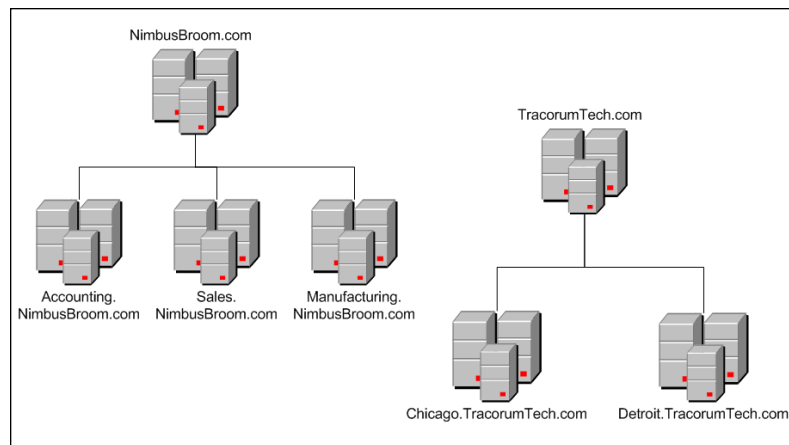 NimbusBroom.com
TracorumTech.com
Accounting.
NimbusBroom.com
Sales.
NimbusBroom.com
Manufacturing.
NimbusBroom.com
Chicago.TracorumTech.com
Detroit.TracorumTech.com